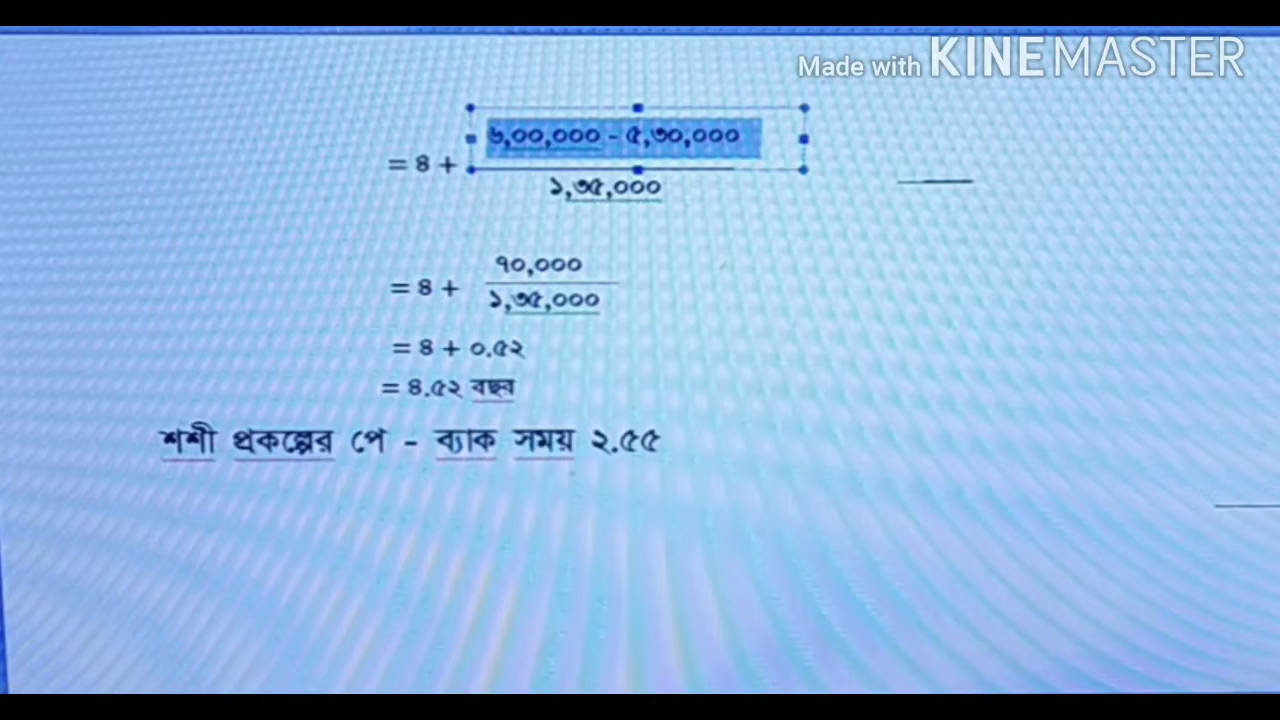 Made with KINEMASTER
৬,০০,০০০ - ৫,৩০,০০০
= ৪ +
১,৩৫,০০০
৭০,০০০
= ৪ +
১,৩৫,০০০
= ৪ + ০.৫২
= ৪.৫২ বছব
শশী প্রকল্পের পে - ব্যাক সময় ২.৫৫